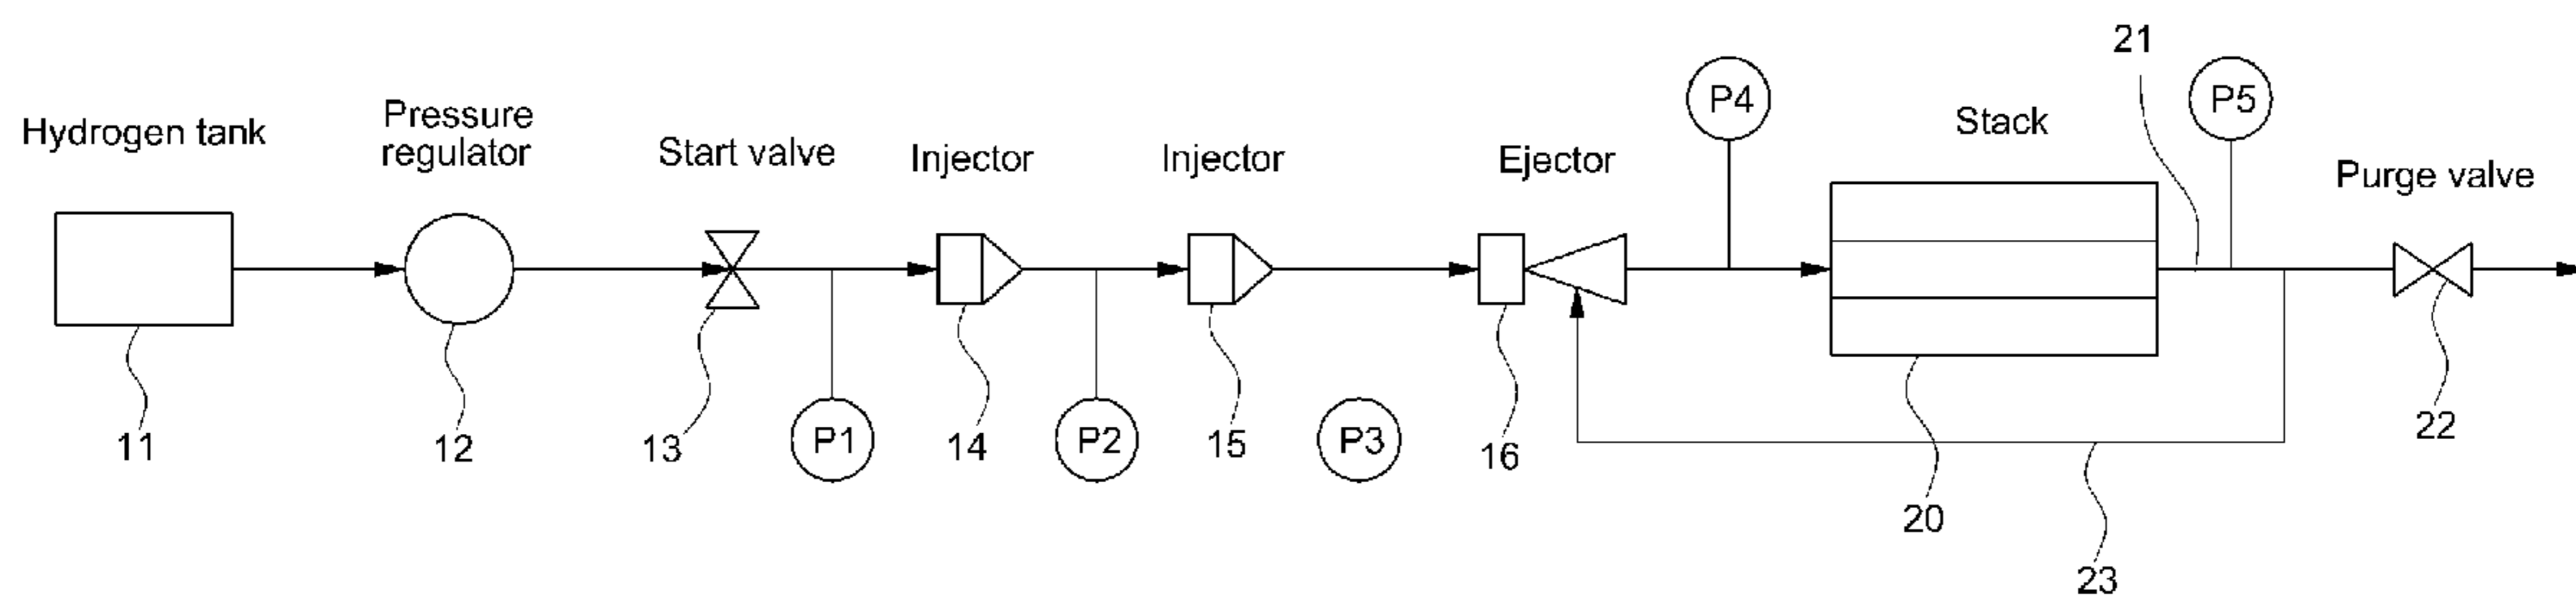 Hydrogen tank
Pressure
regulator
Start valve
Injector
Injector
Ejector
P4
Stack
21
P5
Purge valve
11
12
13
P1
14
P2
15
P3
16
20
23
22